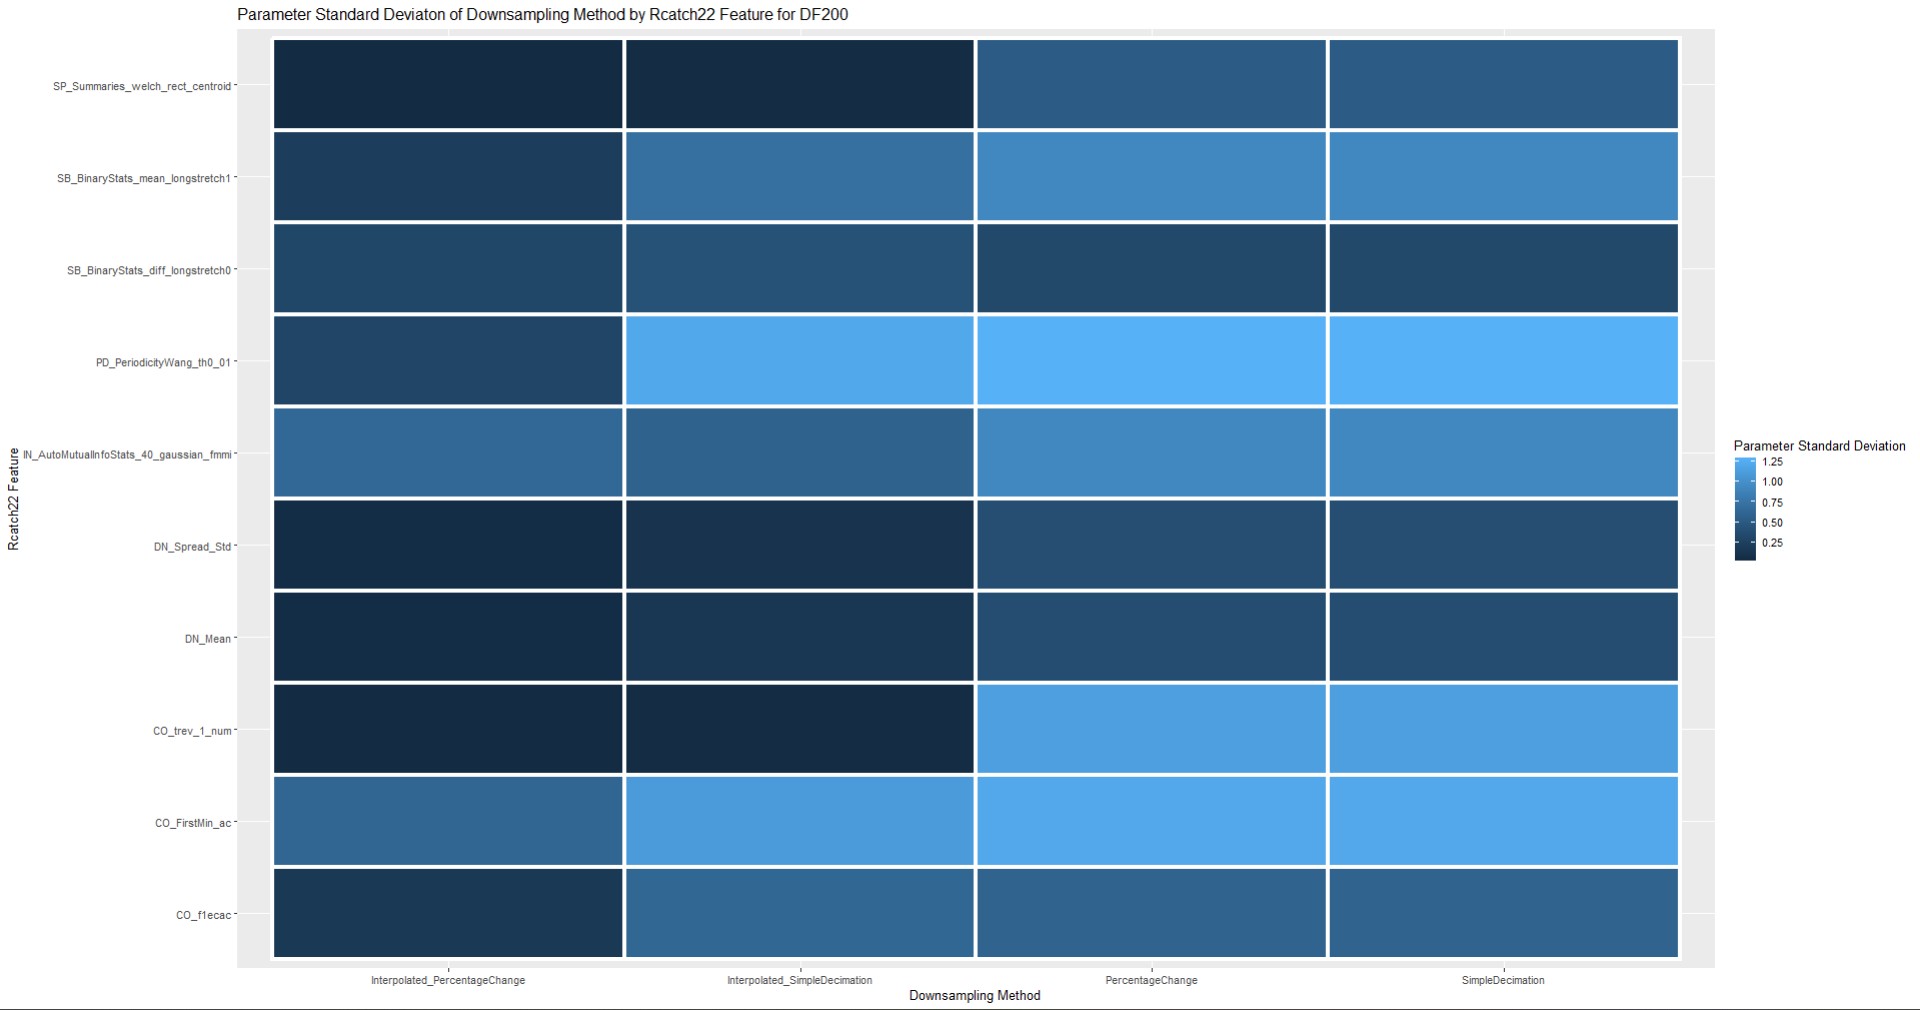 Parameter Standard Deviaton of Downsampling Method by Rcatch22 Feature for DF200
SP_Summaries_welch_rect_centroid
SB_BinaryStats_mean_longstretch1
SB_BinaryStats_diff_longstretch0
PD_PeriodicityWang_th0_01
IN_AutoMutualInfoStats_40_gaussian_fmmi
DN_Spread_Std
DN_Mean
CO_trev_1_num
CO_FirstMin_ac
CO_f1ecac
Rcatch22 Feature
Interpolated_PercentageChange
Interpolated_SimpleDecimation
PercentageChange
SimpleDecimation
Downsampling Method
Parameter Standard Deviation
1.25
1.00
0.75
0.50
0.25